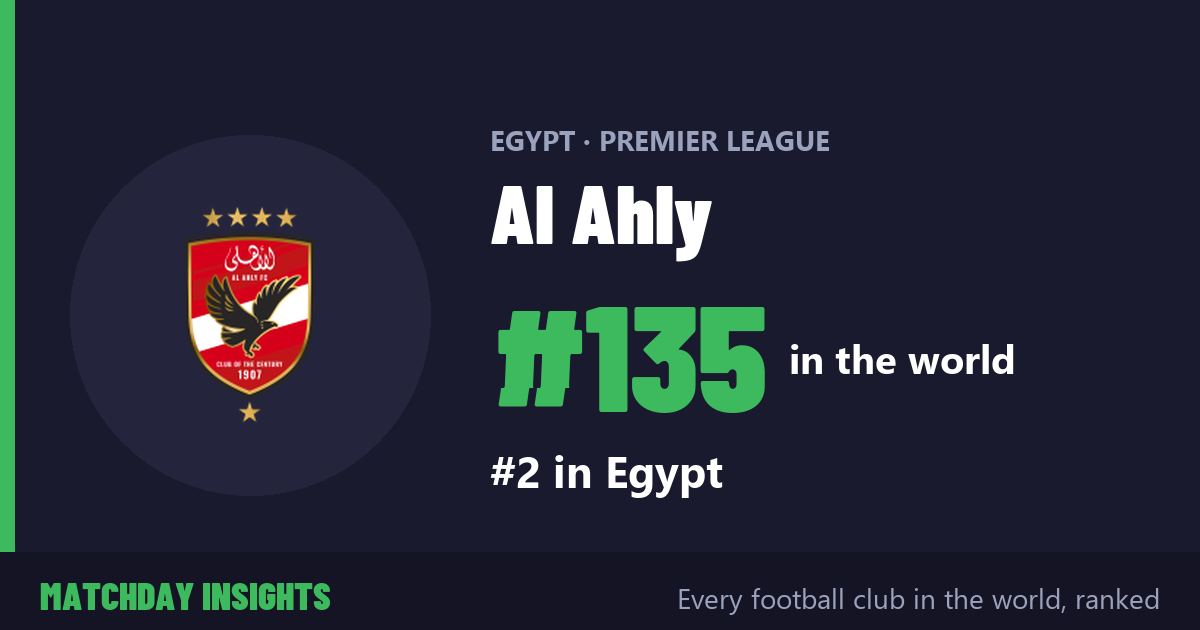 الأهلي
AL AHLY FC
CLUB OF THE CENTURY
1907
EGYPT · PREMIER LEAGUE
Al Ahly
#135 in the world
#2 in Egypt
MATCHDAY INSIGHTS
Every football club in the world, ranked